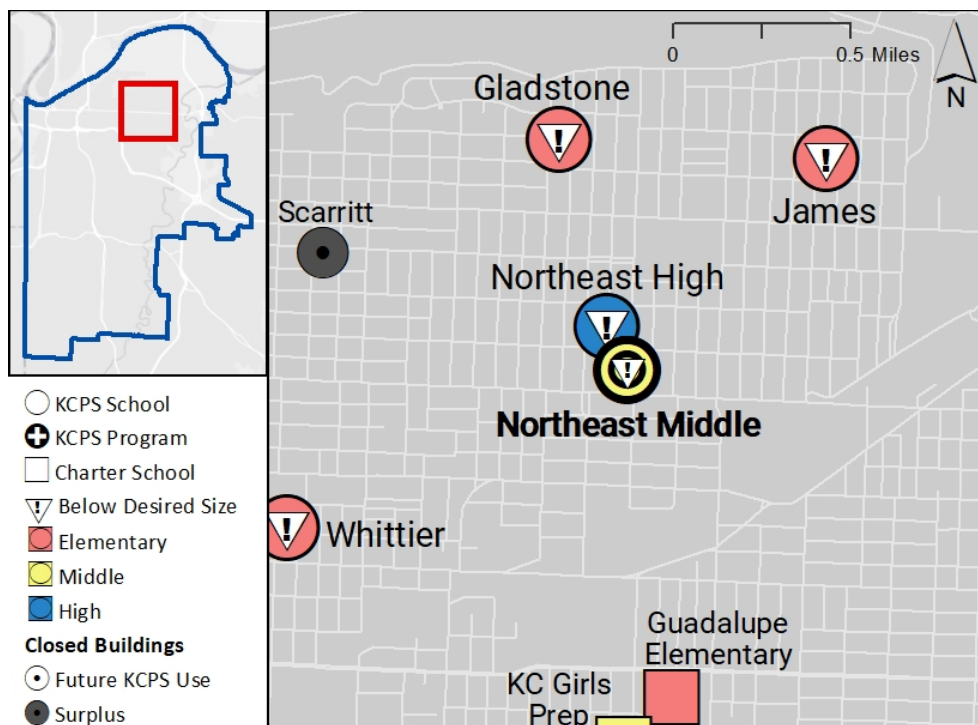 0
0.5 Miles
N
Gladstone
James
Scarritt
Northeast High
Northeast Middle
Whittier
Guadalupe
Elementary
KC Girls
Prep
KCPS School
KCPS Program
Charter School
Below Desired Size
Elementary
Middle
High
Closed Buildings
Future KCPS Use
Surplus